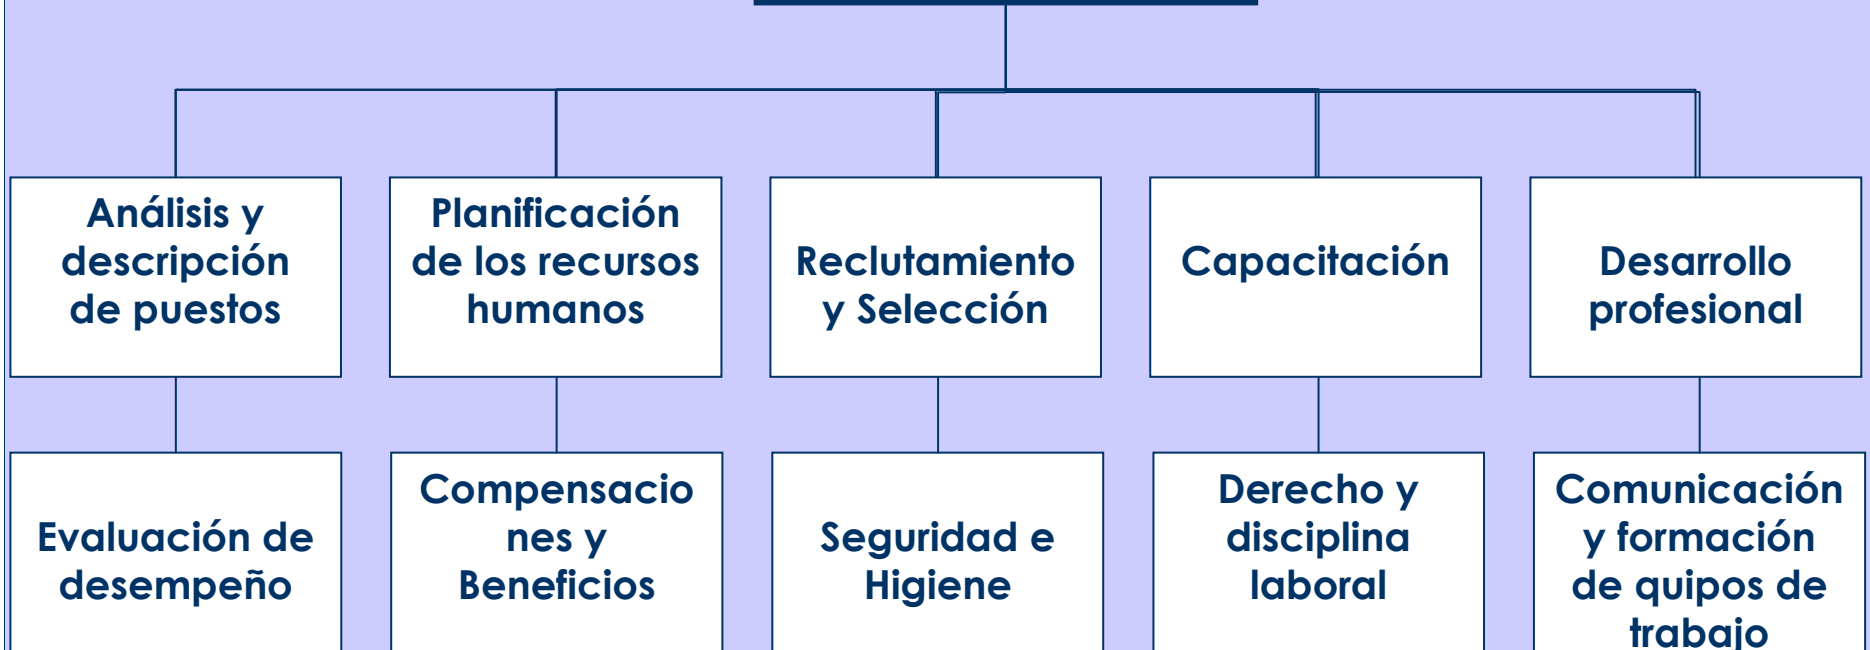 Análisis y
descripción
de puestos
Planificación
de los recursos
humanos
Reclutamiento
y Selección
Capacitación
Desarrollo
profesional
Evaluación de
desempeño
Compensacio
nes y
Beneficios
Seguridad e
Higiene
Derecho y
disciplina
laboral
Comunicación
y formación
de quipos de
trabajo